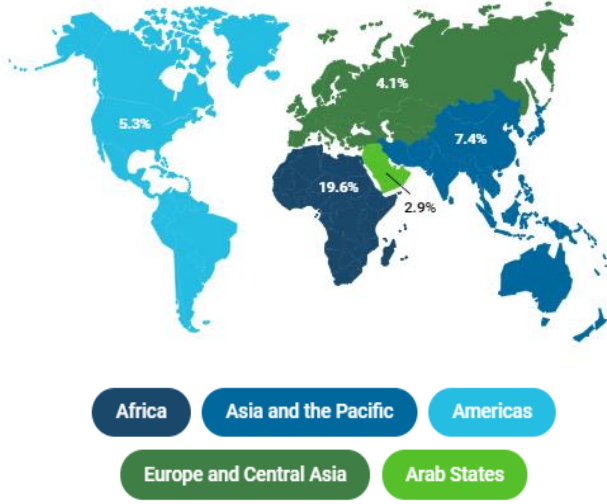 4.1%
5.3%
7.4%
19.6%
2.9%
Africa
Asia and the Pacific
Americas
Europe and Central Asia
Arab States